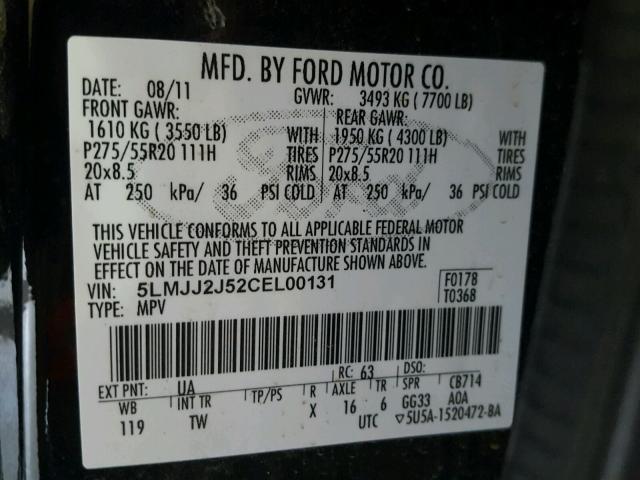 MFD. BY FORD MOTOR CO.
DATE: 08/11 GVWR: 3493 KG ( 7700 LB)
FRONT GAWR: REAR GAWR:
1610 KG ( 3550 LB) WITH 1950 KG ( 4300 LB) WITH
P275/55R20 111H TIRES P275/55R20 111H TIRES
20x8.5 RIMS 20x8.5 RIMS
AT 250 kPa/ 36 PSI COLD AT 250 kPa/ 36 PSI COLD
Ford
THIS VEHICLE CONFORMS TO ALL APPLICABLE FEDERAL MOTOR
VEHICLE SAFETY AND THEFT PREVENTION STANDARDS IN
EFFECT ON THE DATE OF MANUFACTURE SHOWN ABOVE.
VIN: 5LMJJ2J52CEL00131 F0178
TYPE: MPV T0368
EXT PNT: UA RC: 63 DSO:
WB INT TR TP/PS R AXLE TR SPR CB714
119 TW X 16 6 GG33 A0A
UTC ▽5U5A-1520472-BA